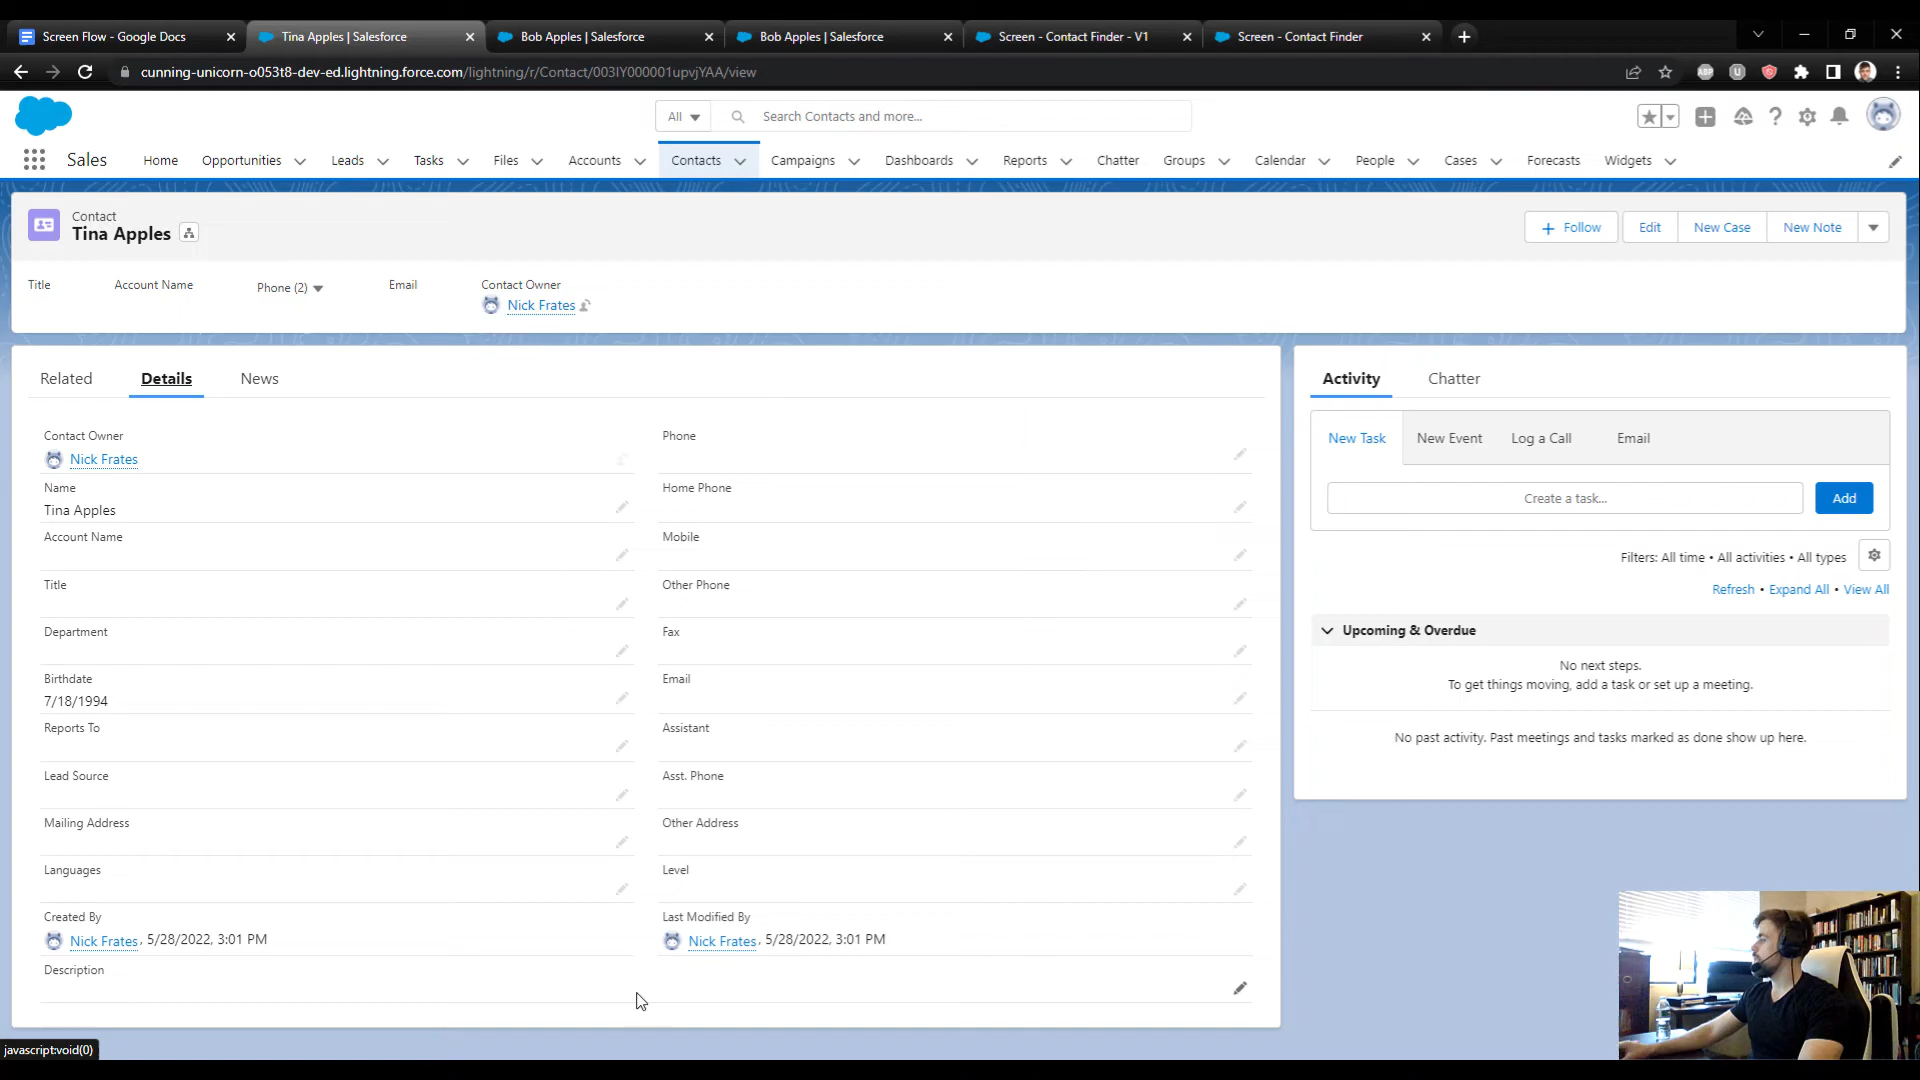 Screen Flow - Google Docs
Tina Apples | Salesforce
Bob Apples | Salesforce
Bob Apples | Salesforce
Screen - Contact Finder - V1
Screen - Contact Finder
cunning-unicorn-o053t8-dev-ed.lightning.force.com/lightning/r/Contact/003IY000001upvjYAA/view
All
Search Contacts and more...
Sales
Home
Opportunities
Leads
Tasks
Files
Accounts
Contacts
Campaigns
Dashboards
Reports
Chatter
Groups
Calendar
People
Cases
Forecasts
Widgets
Contact
Tina Apples
Follow
Edit
New Case
New Note
Title
Account Name
Phone (2)
Email
Contact Owner
Nick Frates
Related
Details
News
Contact Owner
Nick Frates
Phone
Name
Tina Apples
Home Phone
Account Name
Mobile
Title
Other Phone
Department
Fax
Birthdate
7/18/1994
Email
Reports To
Assistant
Lead Source
Asst. Phone
Mailing Address
Other Address
Languages
Level
Created By
Nick Frates, 5/28/2022, 3:01 PM
Last Modified By
Nick Frates, 5/28/2022, 3:01 PM
Description
Activity
Chatter
New Task
New Event
Log a Call
Email
Create a task...
Add
Filters: All time • All activities • All types
Refresh • Expand All • View All
Upcoming & Overdue
No next steps.
To get things moving, add a task or set up a meeting.
No past activity. Past meetings and tasks marked as done show up here.
javascript:void(0)